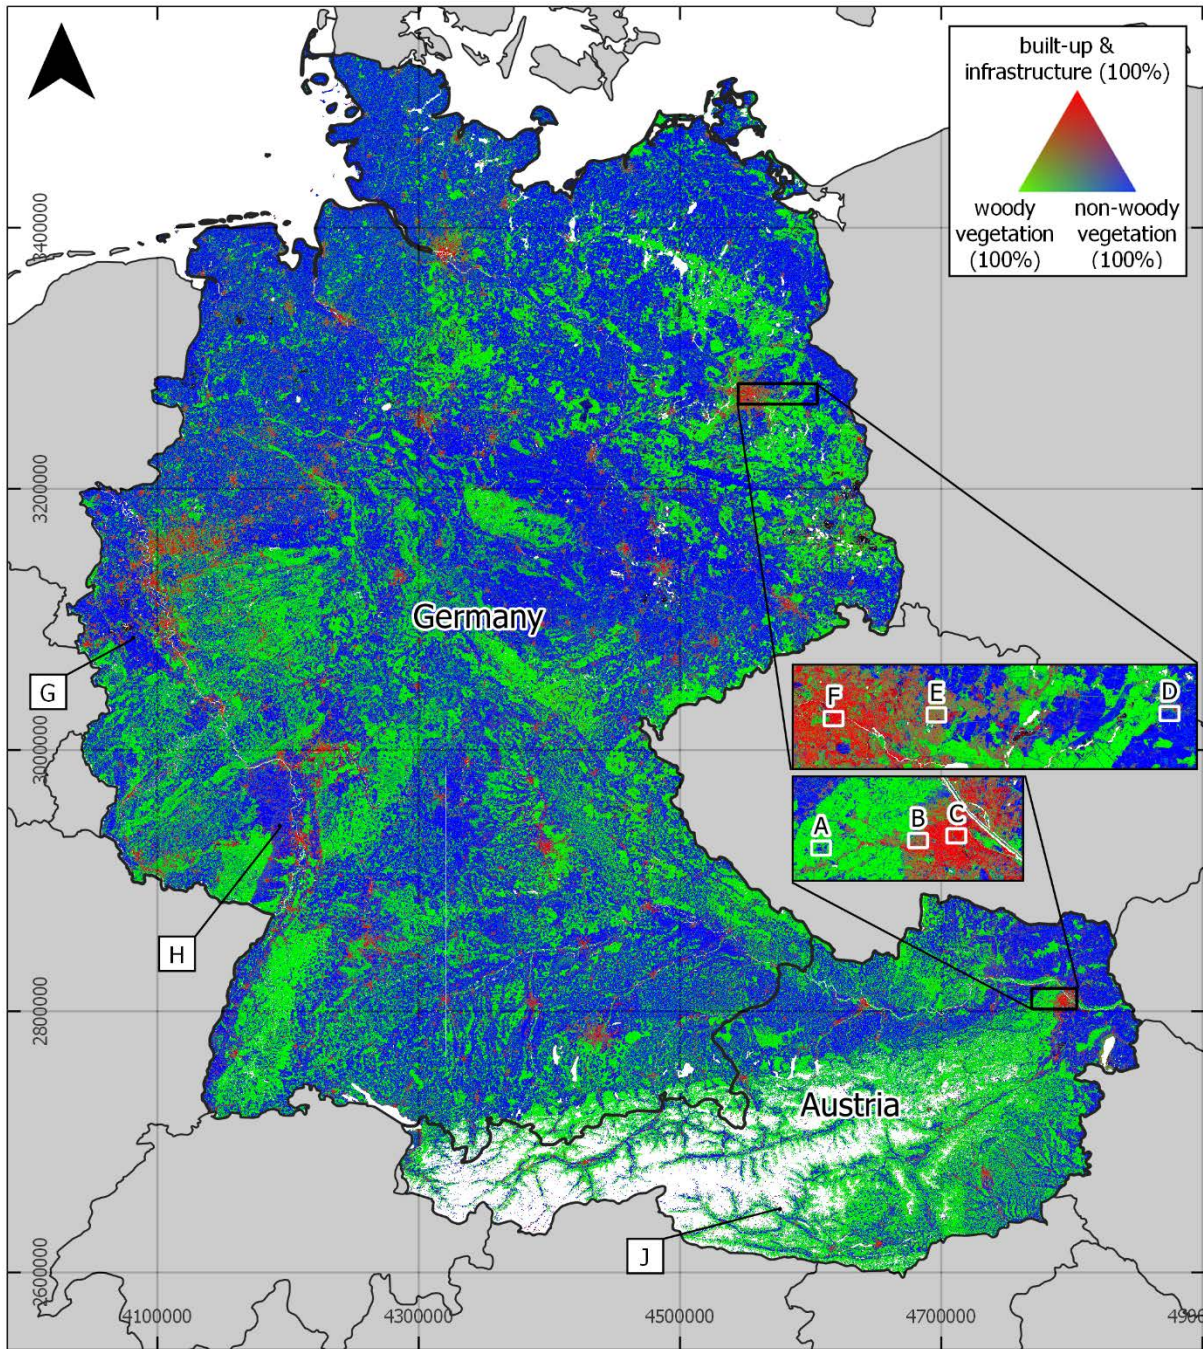 built-up &
infrastructure (100%)
woody
vegetation
(100%)
non-woody
vegetation
(100%)
3400000
3200000
3000000
2800000
2600000
Germany
G
F
E
D
A
B
C
H
Austria
J
4100000
4300000
4500000
4700000
4900